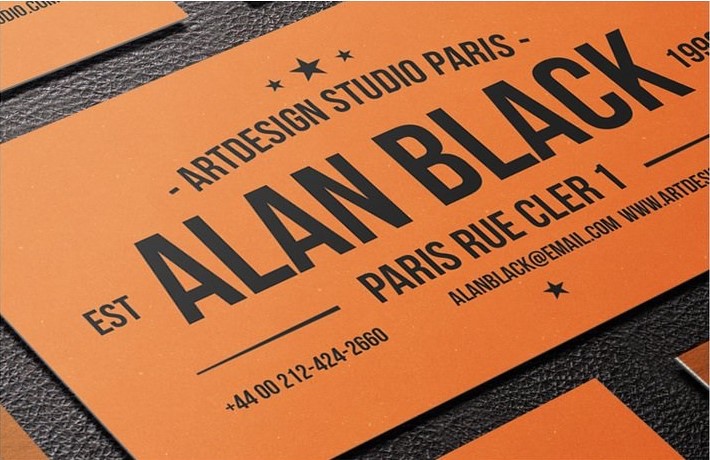 - ARTDESIGN STUDIO PARIS -
ALAN BLACK
EST
PARIS RUE CLER 1
+44 00 212-424-2660 ALANBLACK@EMAIL.COM